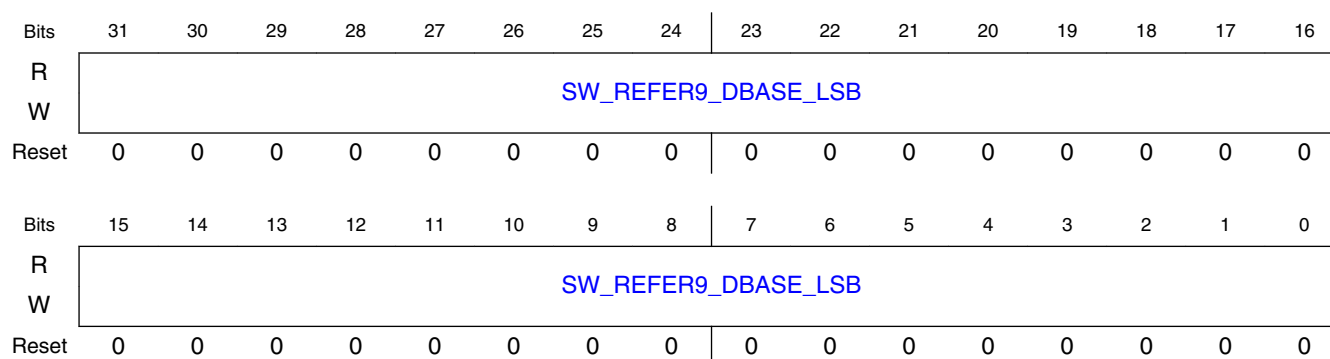 Bits 31 30 29 28 27 26 25 24 23 22 21 20 19 18 17 16
R
SW_REFER9_DBASE_LSB
W
Reset 0 0 0 0 0 0 0 0 0 0 0 0 0 0 0 0
Bits 15 14 13 12 11 10 9 8 7 6 5 4 3 2 1 0
R
SW_REFER9_DBASE_LSB
W
Reset 0 0 0 0 0 0 0 0 0 0 0 0 0 0 0 0